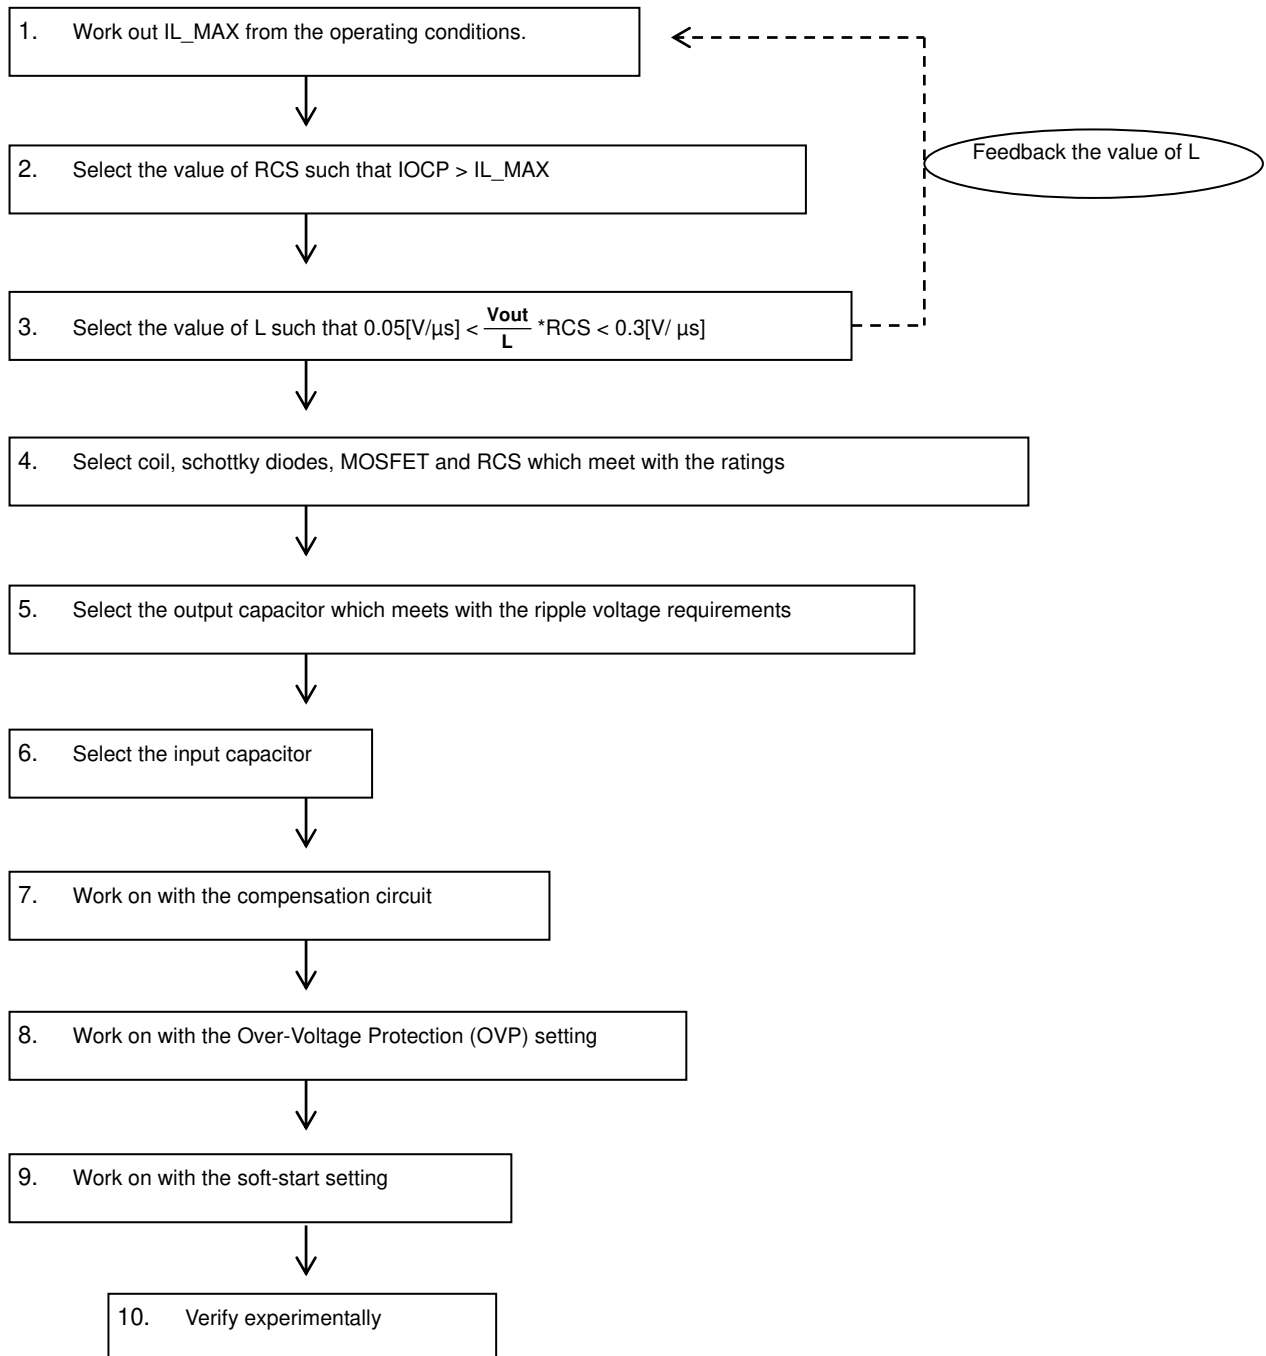 1. Work out IL_MAX from the operating conditions.
Feedback the value of L
2. Select the value of RCS such that IOCP > IL_MAX
3. Select the value of L such that 0.05[V/µs] < Vout/L *RCS < 0.3[V/ µs]
4. Select coil, schottky diodes, MOSFET and RCS which meet with the ratings
5. Select the output capacitor which meets with the ripple voltage requirements
6. Select the input capacitor
7. Work on with the compensation circuit
8. Work on with the Over-Voltage Protection (OVP) setting
9. Work on with the soft-start setting
10. Verify experimentally